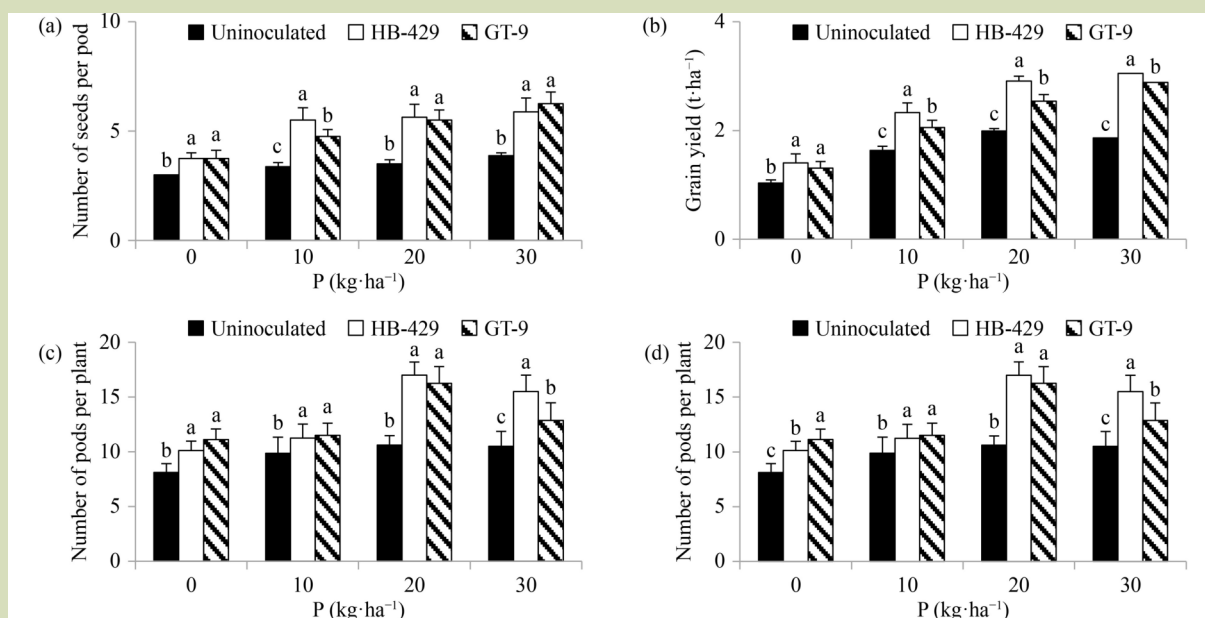 (a)
Uninoculated HB-429 GT-9
Number of seeds per pod
10
5
0
b a a
c a b
b a a
b a a
0 10 20 30
P (kg·ha⁻¹)
(b)
Uninoculated HB-429 GT-9
Grain yield (t·ha⁻¹)
4
2
0
b a a
c a b
c a b
c a b
0 10 20 30
P (kg·ha⁻¹)
(c)
Uninoculated HB-429 GT-9
Number of pods per plant
20
15
10
5
0
b a a
b a a
b a a
c a b
0 10 20 30
P (kg·ha⁻¹)
(d)
Uninoculated HB-429 GT-9
Number of pods per plant
20
15
10
5
0
c b a
b a a
b a a
c a b
0 10 20 30
P (kg·ha⁻¹)